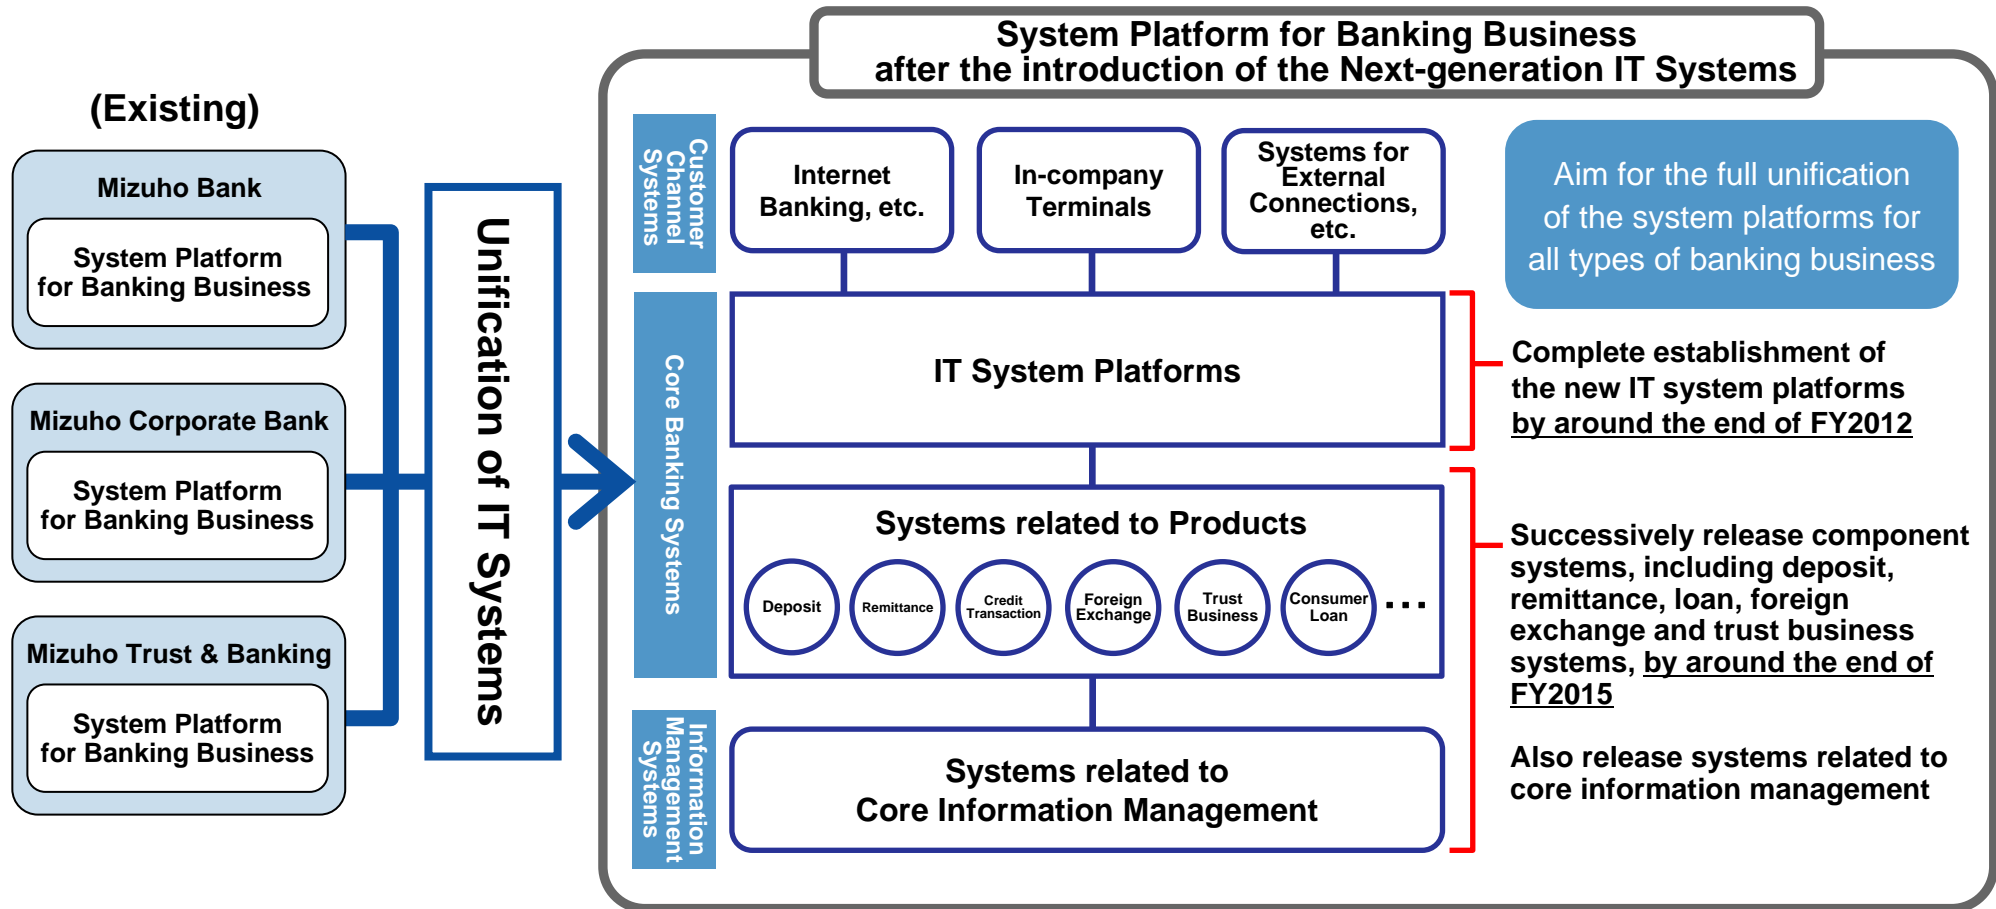 System Platform for Banking Business
after the introduction of the Next-generation IT Systems
(Existing)
Mizuho Bank
System Platform
for Banking Business
Mizuho Corporate Bank
System Platform
for Banking Business
Mizuho Trust & Banking
System Platform
for Banking Business
Unification of IT Systems
Customer
Channel
Systems
Internet
Banking, etc.
In-company
Terminals
Systems for
External
Connections,
etc.
Aim for the full unification
of the system platforms for
all types of banking business
Core Banking Systems
IT System Platforms
Complete establishment of
the new IT system platforms
by around the end of FY2012
Systems related to Products
Deposit
Remittance
Credit
Transaction
Foreign
Exchange
Trust
Business
Consumer
Loan
...
Successively release component
systems, including deposit,
remittance, loan, foreign
exchange and trust business
systems, by around the end of
FY2015
Information
Management
Systems
Systems related to
Core Information Management
Also release systems related to
core information management